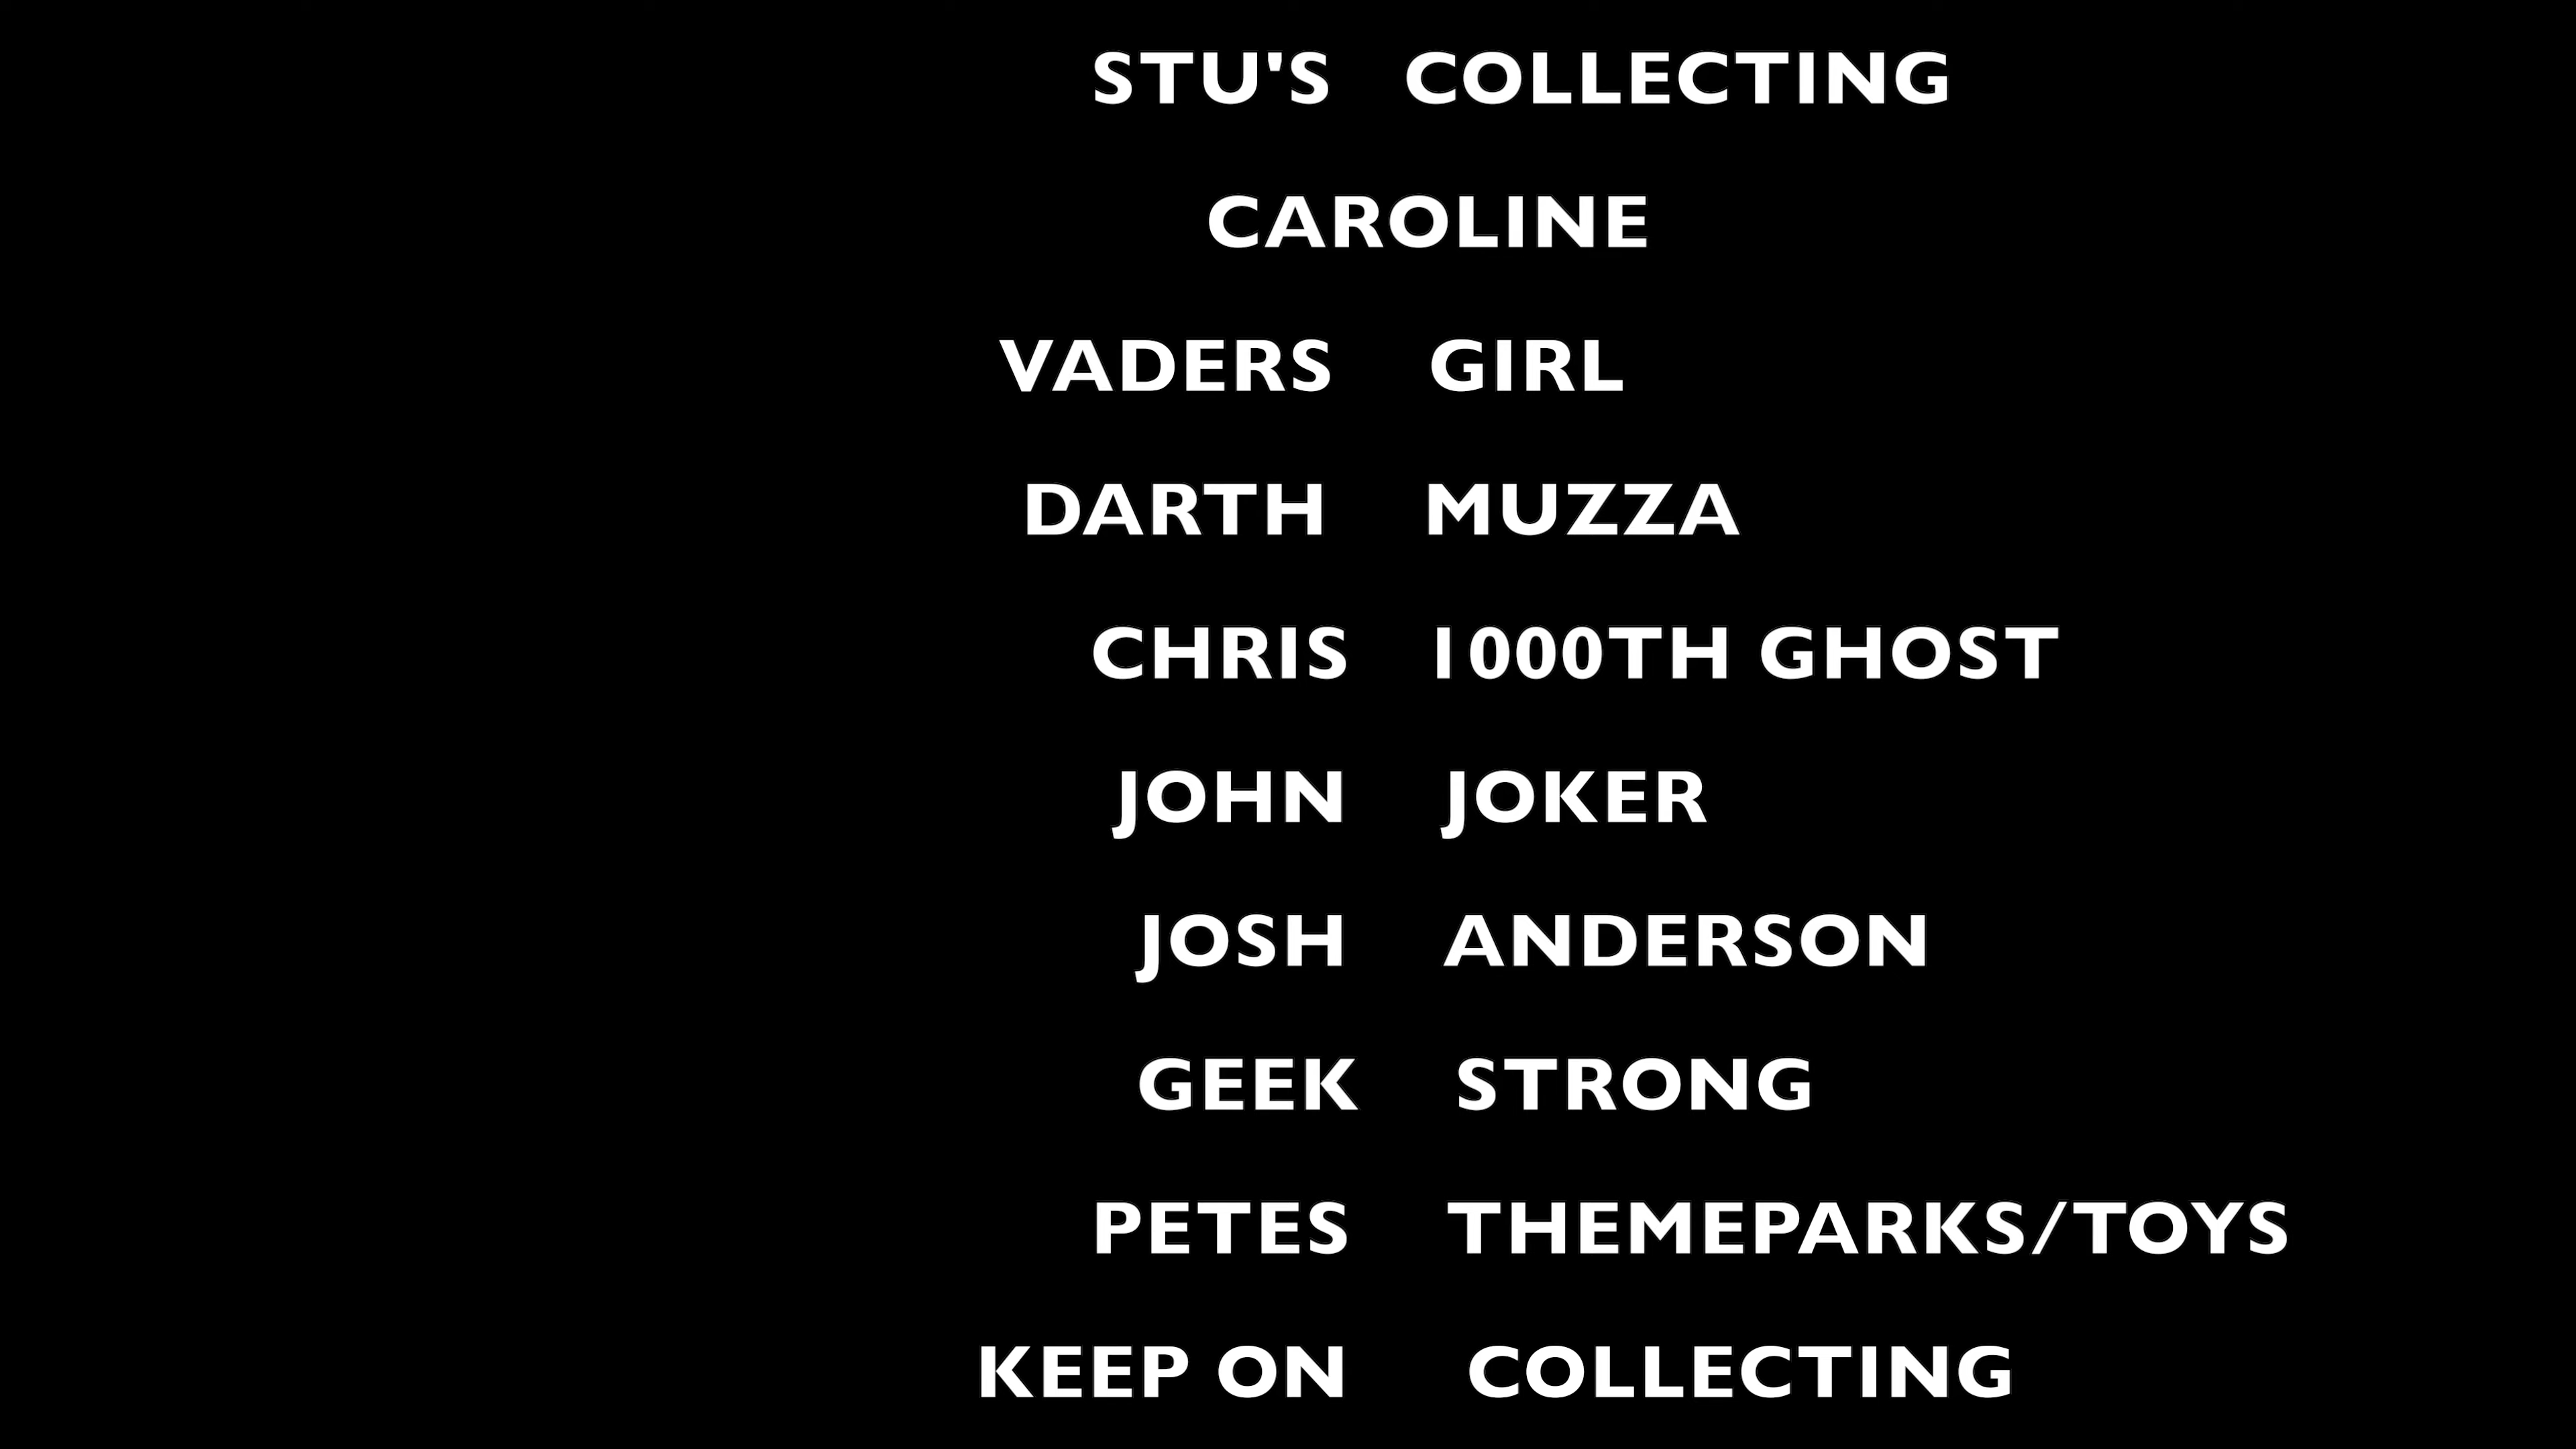 STU'S COLLECTING
CAROLINE
VADERS GIRL
DARTH MUZZA
CHRIS 1000TH GHOST
JOHN JOKER
JOSH ANDERSON
GEEK STRONG
PETES THEMEPARKS/TOYS
KEEP ON COLLECTING